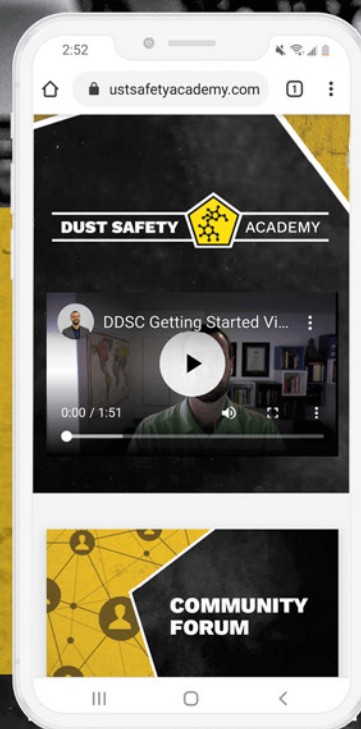 2:52
ustsafetyacademy.com
1
DUST SAFETY ACADEMY
DDSC Getting Started Vi...
0:00 / 1:51
COMMUNITY
FORUM